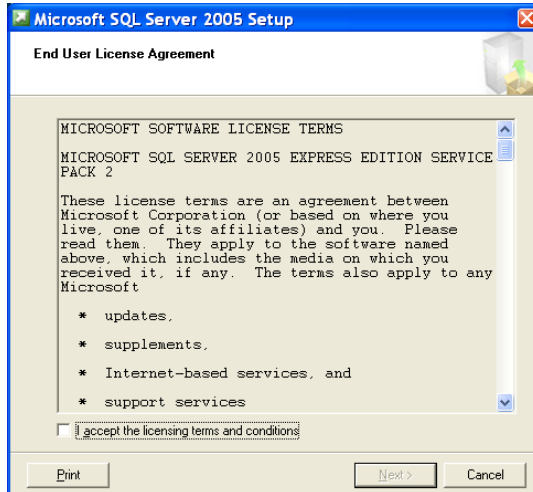 Microsoft SQL Server 2005 Setup
End User License Agreement
MICROSOFT SOFTWARE LICENSE TERMS
MICROSOFT SQL SERVER 2005 EXPRESS EDITION SERVICE
PACK 2
These license terms are an agreement between
Microsoft Corporation (or based on where you
live, one of its affiliates) and you.  Please
read them.  They apply to the software named
above, which includes the media on which you
received it, if any.  The terms also apply to any
Microsoft
* updates,
* supplements,
* Internet-based services, and
* support services
I accept the licensing terms and conditions
Print
Next >
Cancel